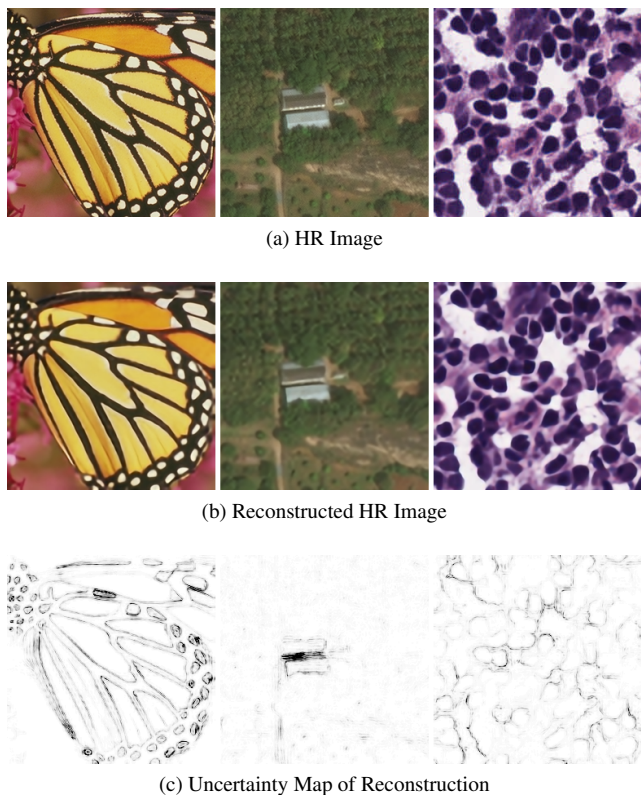 (a) HR Image
(b) Reconstructed HR Image
(c) Uncertainty Map of Reconstruction